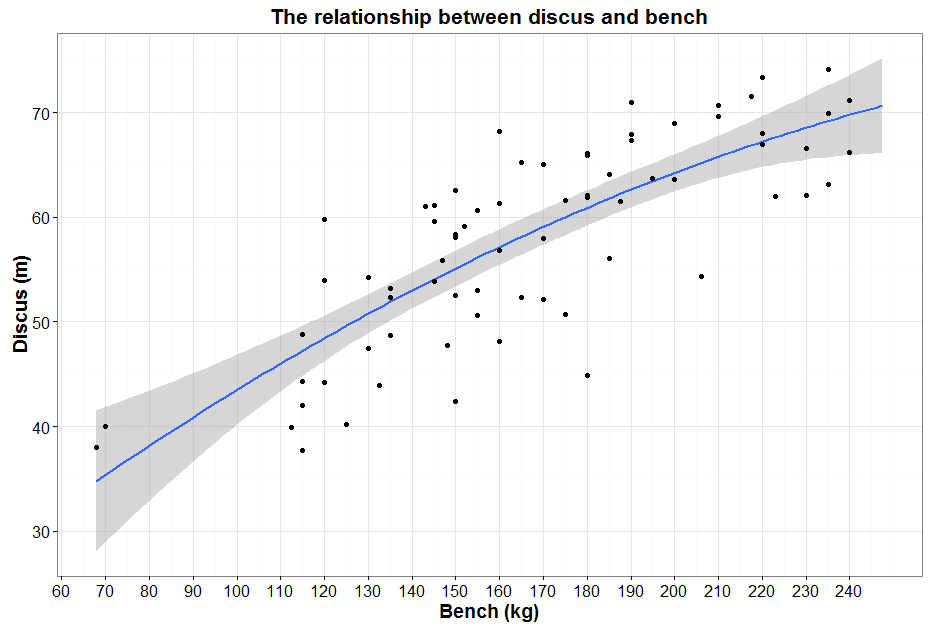 The relationship between discus and bench
Discus (m)
70
60
50
40
30
60 70 80 90 100 110 120 130 140 150 160 170 180 190 200 210 220 230 240
Bench (kg)